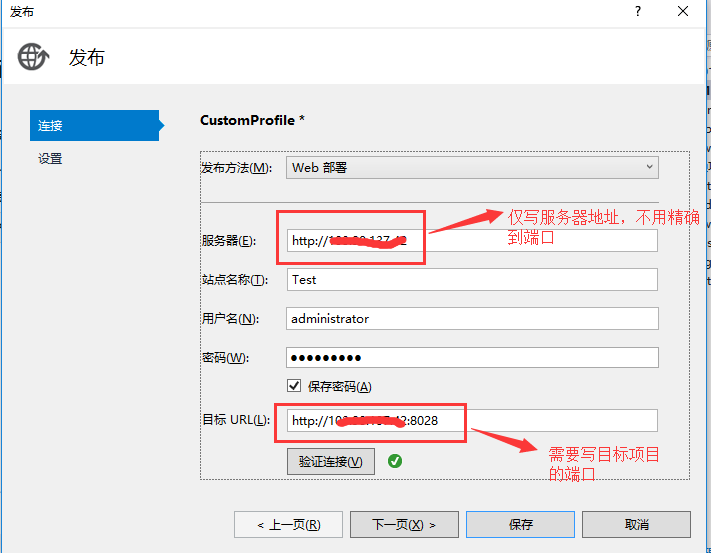 发布
?
发布
连接
设置
CustomProfile *
发布方法(M):
Web 部署
仅写服务器地址，不用精确
到端口
服务器(E):
http://
站点名称(T):
Test
用户名(N):
administrator
密码(W):
●●●●●●●●●
保存密码(A)
目标 URL(L):
http://10 :8028
需要写目标项目
的端口
验证连接(V)
< 上一页(R)
下一页(X) >
保存
取消